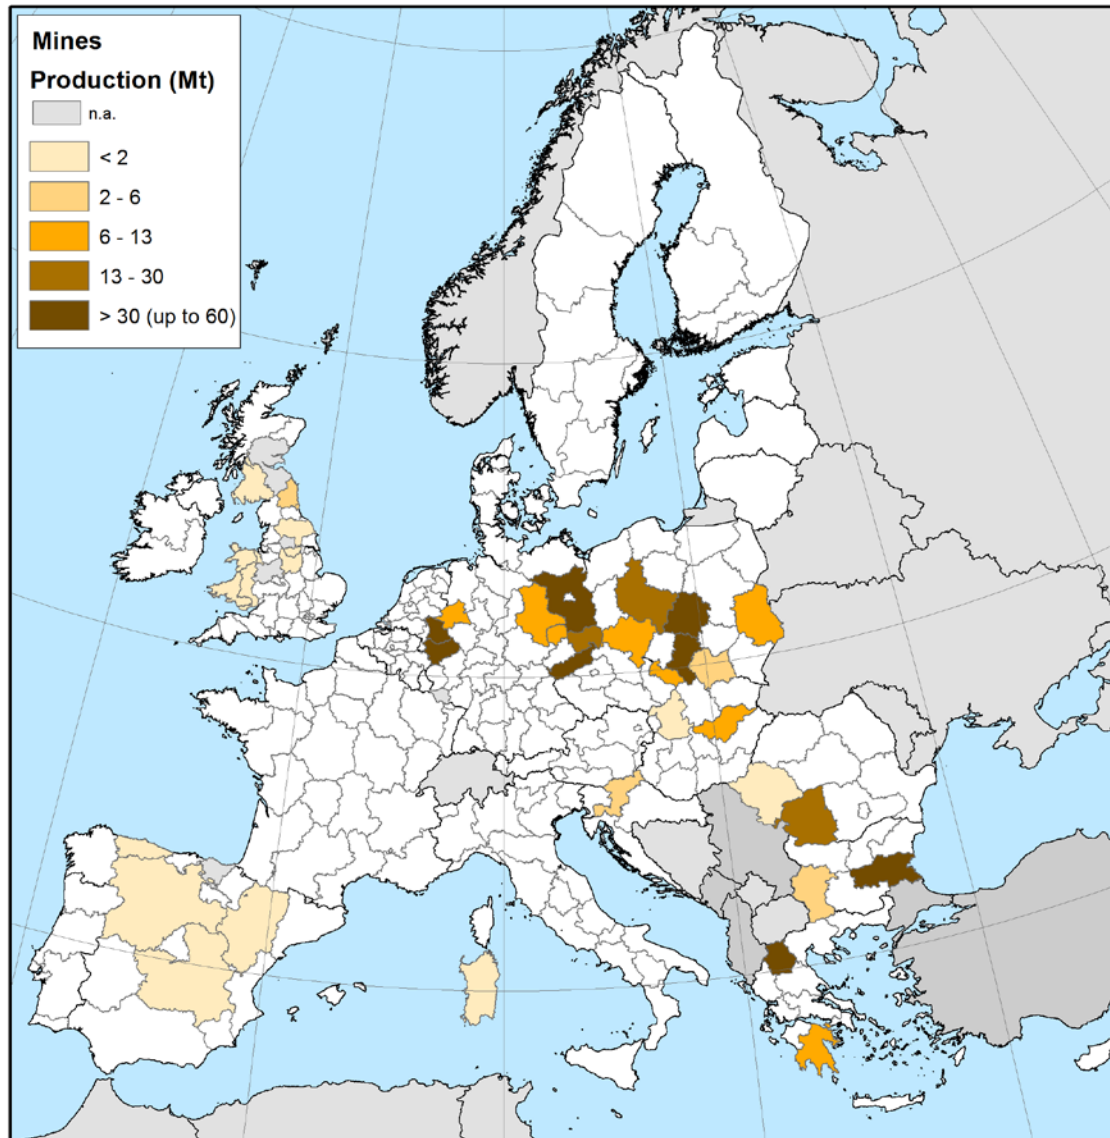 Mines
Production (Mt)
n.a.
< 2
2 - 6
6 - 13
13 - 30
> 30 (up to 60)